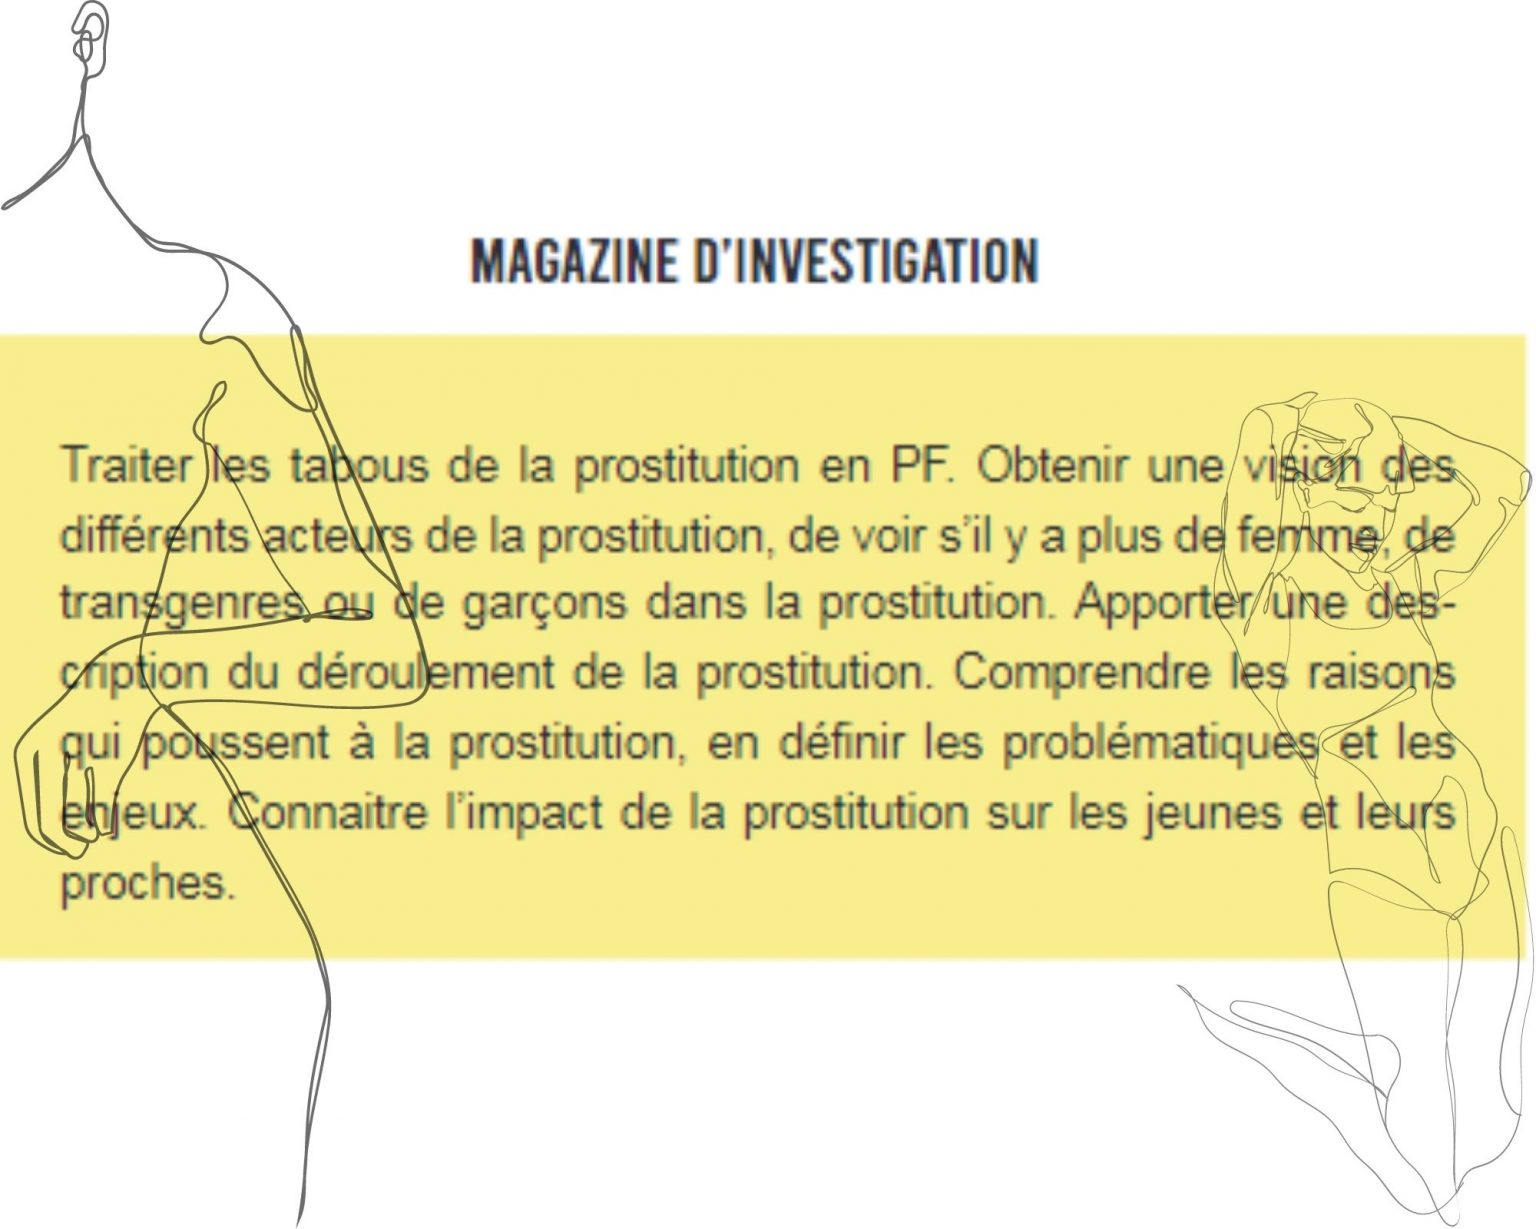 MAGAZINE D'INVESTIGATION
Traiter les tabous de la prostitution en PF. Obtenir une vision des
différents acteurs de la prostitution, de voir s'il y a plus de femme, de
transgenres ou de garçons dans la prostitution. Apporter une des-
cription du déroulement de la prostitution. Comprendre les raisons
qui poussent à la prostitution, en définir les problématiques et les
enjeux. Connaitre l'impact de la prostitution sur les jeunes et leurs
proches.